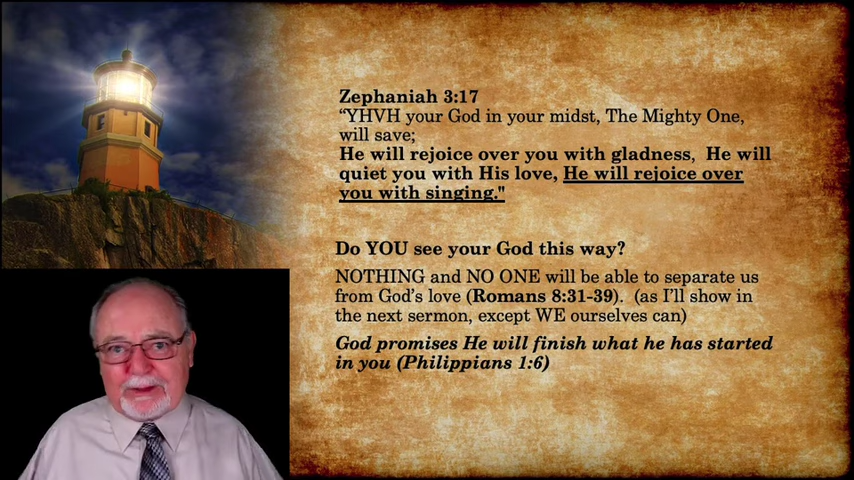 Zephaniah 3:17
“YHVH your God in your midst, The Mighty One,
will save;
He will rejoice over you with gladness, He will
quiet you with His love, He will rejoice over
you with singing."
Do YOU see your God this way?
NOTHING and NO ONE will be able to separate us
from God’s love (Romans 8:31-39). (as I’ll show in
the next sermon, except WE ourselves can)
God promises He will finish what he has started
in you (Philippians 1:6)